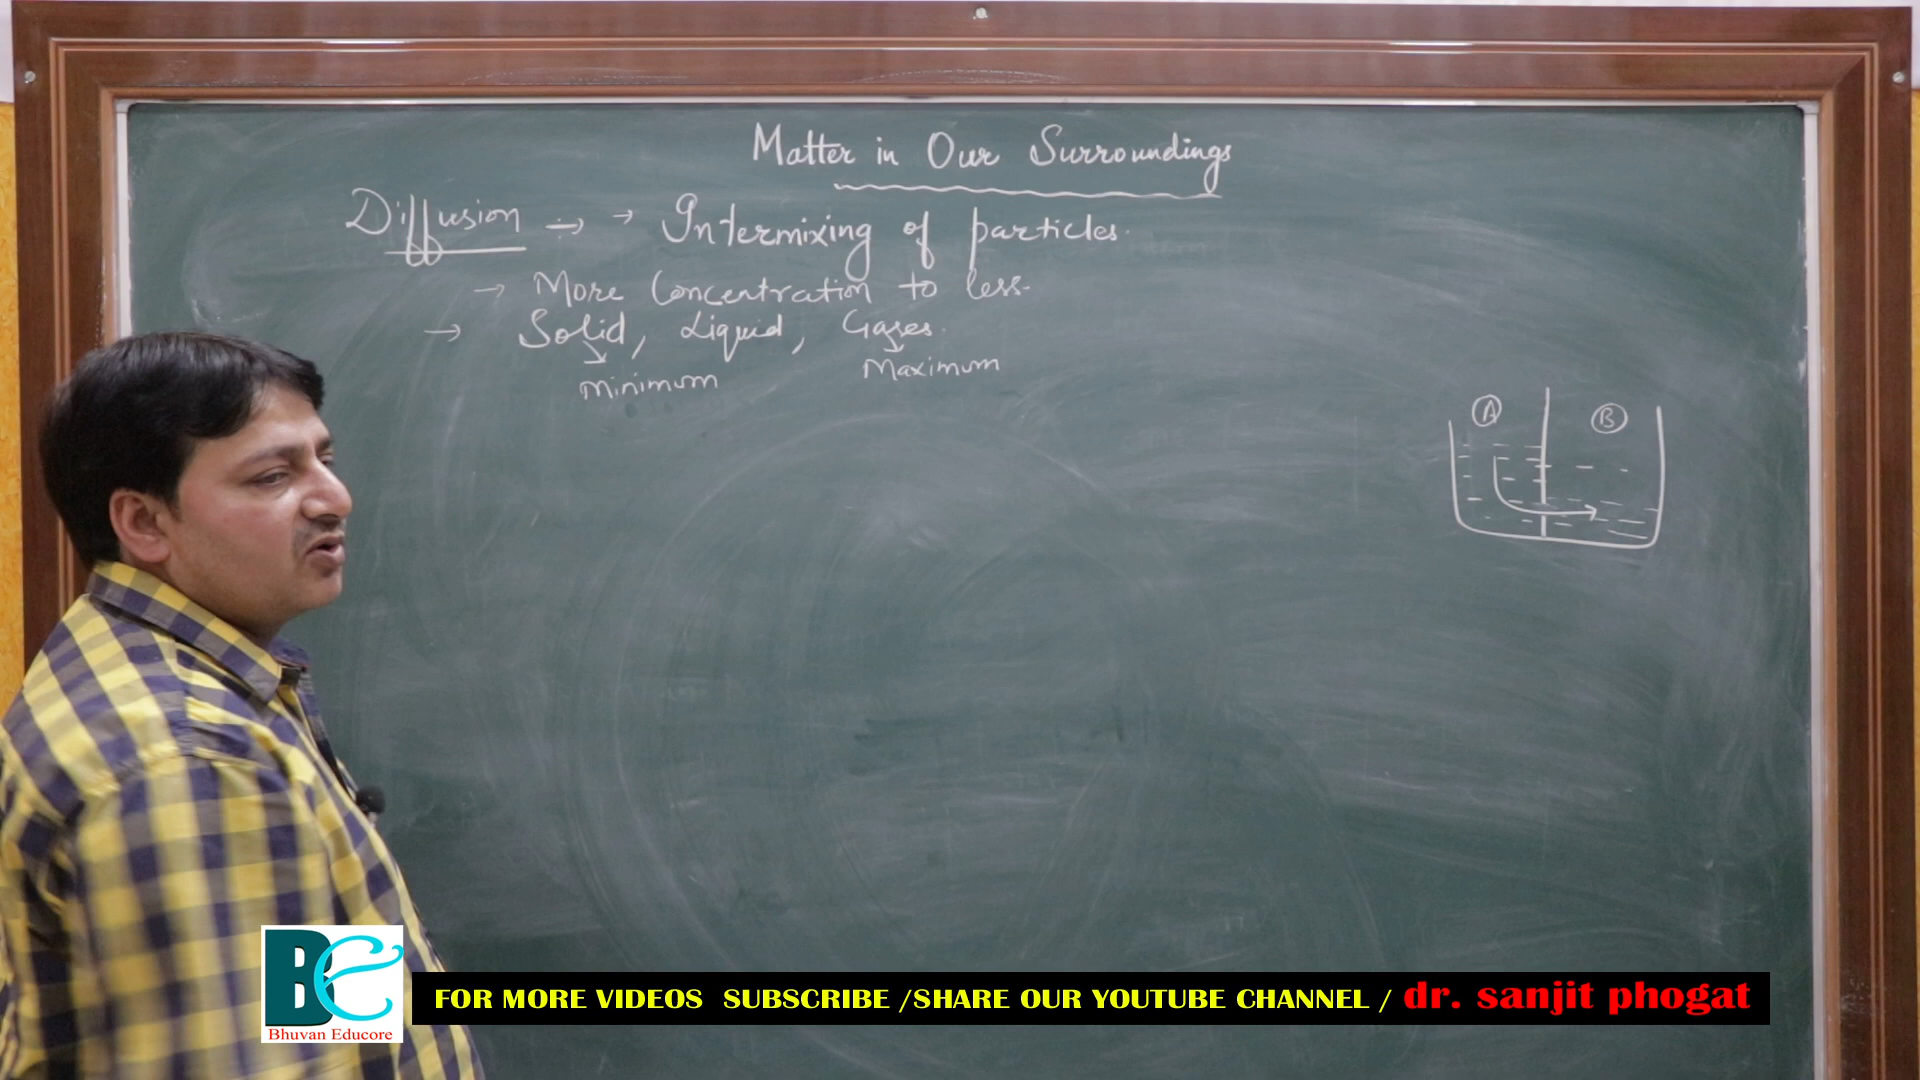 Matter in Our Surroundings
Diffusion → → Intermixing of particles.
→ More Concentration to less.
→ Solid, Liquid, Gases.
Minimum Maximum
A B
BE
Bhuvan Educore
FOR MORE VIDEOS SUBSCRIBE /SHARE OUR YOUTUBE CHANNEL / dr. sanjit phogat